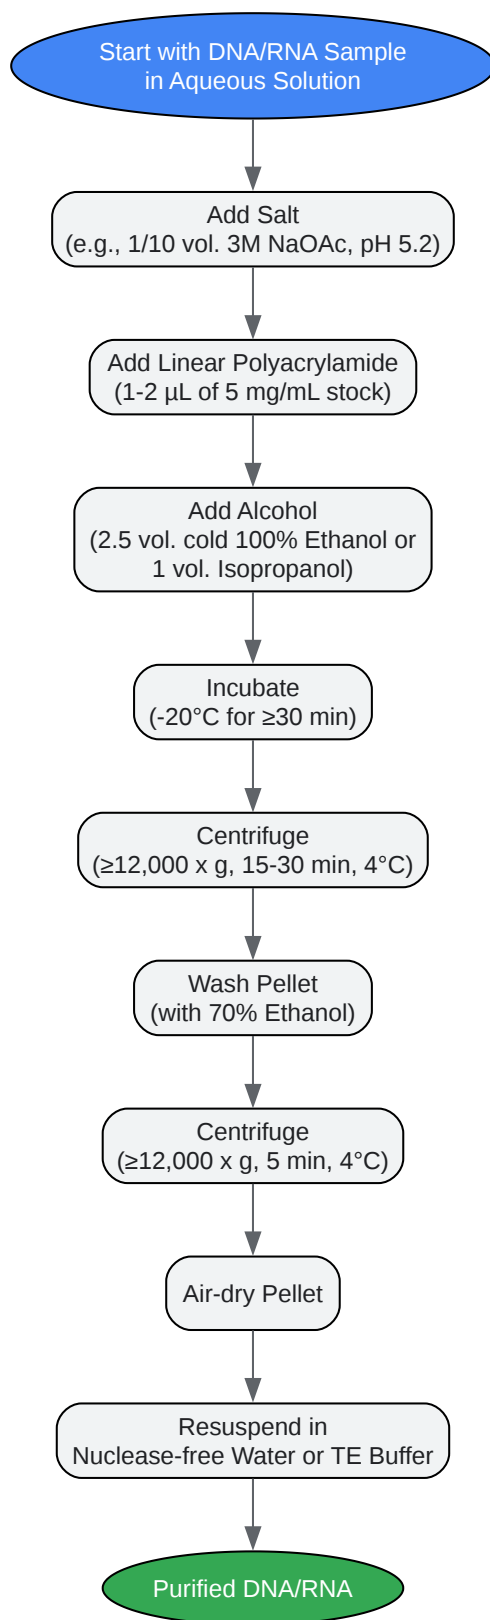 Start with DNA/RNA Sample
in Aqueous Solution
Add Salt
(e.g., 1/10 vol. 3M NaOAc, pH 5.2)
Add Linear Polyacrylamide
(1-2 µL of 5 mg/mL stock)
Add Alcohol
(2.5 vol. cold 100% Ethanol or
1 vol. Isopropanol)
Incubate
(-20°C for ≥30 min)
Centrifuge
(≥12,000 x g, 15-30 min, 4°C)
Wash Pellet
(with 70% Ethanol)
Centrifuge
(≥12,000 x g, 5 min, 4°C)
Air-dry Pellet
Resuspend in
Nuclease-free Water or TE Buffer
Purified DNA/RNA